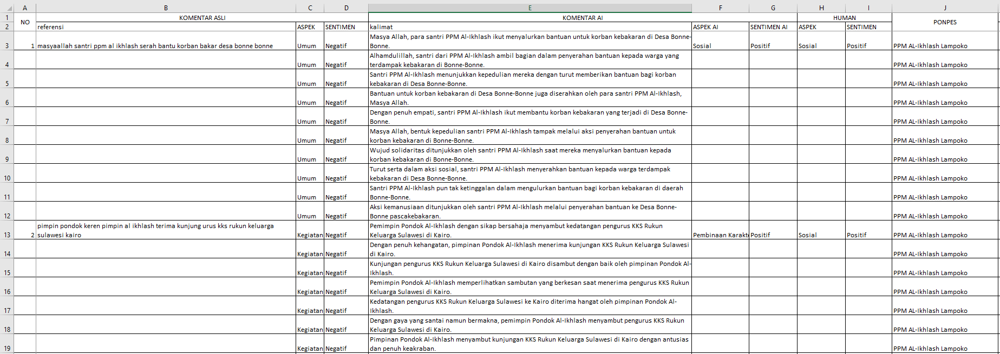 A B C D E F G H I J
1 NO KOMENTAR ASLI KOMENTAR AI HUMAN PONPES
2 referensi ASPEK SENTIMEN kalimat ASPEK AI SENTIMEN AI ASPEK SENTIMEN
Masya Allah, para santri PPM Al-Ikhlash ikut menyalurkan bantuan untuk korban kebakaran di Desa Bonne-
3 1 masyaallah santri ppm al ikhlash serah bantu korban bakar desa bonne bonne Umum Negatif Bonne. Sosial Positif Sosial Positif PPM AL-Ikhlash Lampoko
Alhamdulillah, santri dari PPM Al-Ikhlash ambil bagian dalam penyerahan bantuan kepada warga yang
4 Umum Negatif terdampak kebakaran di Bonne-Bonne. PPM AL-Ikhlash Lampoko
Santri PPM Al-Ikhlash menunjukkan kepedulian mereka dengan turut memberikan bantuan bagi korban
5 Umum Negatif kebakaran di Desa Bonne-Bonne. PPM AL-Ikhlash Lampoko
Bantuan untuk korban kebakaran di Desa Bonne-Bonne juga diserahkan oleh para santri PPM Al-Ikhlash,
6 Umum Negatif Masya Allah. PPM AL-Ikhlash Lampoko
Dengan penuh empati, santri PPM Al-Ikhlash ikut membantu korban kebakaran yang terjadi di Desa Bonne-
7 Umum Negatif Bonne. PPM AL-Ikhlash Lampoko
Masya Allah, bentuk kepedulian santri PPM Al-Ikhlash tampak melalui aksi penyerahan bantuan untuk
8 Umum Negatif korban kebakaran di Bonne-Bonne. PPM AL-Ikhlash Lampoko
Wujud solidaritas ditunjukkan oleh santri PPM Al-Ikhlash saat mereka menyalurkan bantuan kepada
9 Umum Negatif korban kebakaran di Bonne-Bonne. PPM AL-Ikhlash Lampoko
Turut serta dalam aksi sosial, santri PPM Al-Ikhlash menyerahkan bantuan kepada warga terdampak
10 Umum Negatif kebakaran di Desa Bonne-Bonne. PPM AL-Ikhlash Lampoko
Santri PPM Al-Ikhlash pun tak ketinggalan dalam mengulurkan bantuan bagi korban kebakaran di daerah
11 Umum Negatif Bonne-Bonne. PPM AL-Ikhlash Lampoko
Aksi kemanusiaan ditunjukkan oleh santri PPM Al-Ikhlash melalui penyerahan bantuan ke Desa Bonne-
12 Umum Negatif Bonne pascakebakaran. PPM AL-Ikhlash Lampoko
pimpin pondok keren pimpin al ikhlash terima kunjung urus kks rukun keluarga Pemimpin Pondok Al-Ikhlash dengan sikap bersahaja menyambut kedatangan pengurus KKS Rukun
13 2 sulawesi kairo Kegiatan Negatif Keluarga Sulawesi di Kairo. Pembinaan Karakt Positif Sosial Positif PPM AL-Ikhlash Lampoko
Dengan penuh kehangatan, pimpinan Pondok Al-Ikhlash menerima kunjungan KKS Rukun Keluarga Sulawesi
14 Kegiatan Negatif di Kairo. PPM AL-Ikhlash Lampoko
Kunjungan pengurus KKS Rukun Keluarga Sulawesi di Kairo disambut dengan baik oleh pimpinan Pondok Al-
15 Kegiatan Negatif Ikhlash. PPM AL-Ikhlash Lampoko
Pemimpin Pondok Al-Ikhlash memperlihatkan sambutan yang berkesan saat menerima pengurus KKS Rukun
16 Kegiatan Negatif Keluarga Sulawesi di Kairo. PPM AL-Ikhlash Lampoko
Kedatangan pengurus KKS Rukun Keluarga Sulawesi ke Kairo diterima hangat oleh pimpinan Pondok Al-
17 Kegiatan Negatif Ikhlash. PPM AL-Ikhlash Lampoko
Dengan gaya yang santai namun bermakna, pemimpin Pondok Al-Ikhlash menyambut pengurus KKS Rukun
18 Kegiatan Negatif Keluarga Sulawesi di Kairo. PPM AL-Ikhlash Lampoko
Pimpinan Pondok Al-Ikhlash menyambut kunjungan KKS Rukun Keluarga Sulawesi di Kairo dengan antusias
19 Kegiatan Negatif dan penuh keakraban. PPM AL-Ikhlash Lampoko